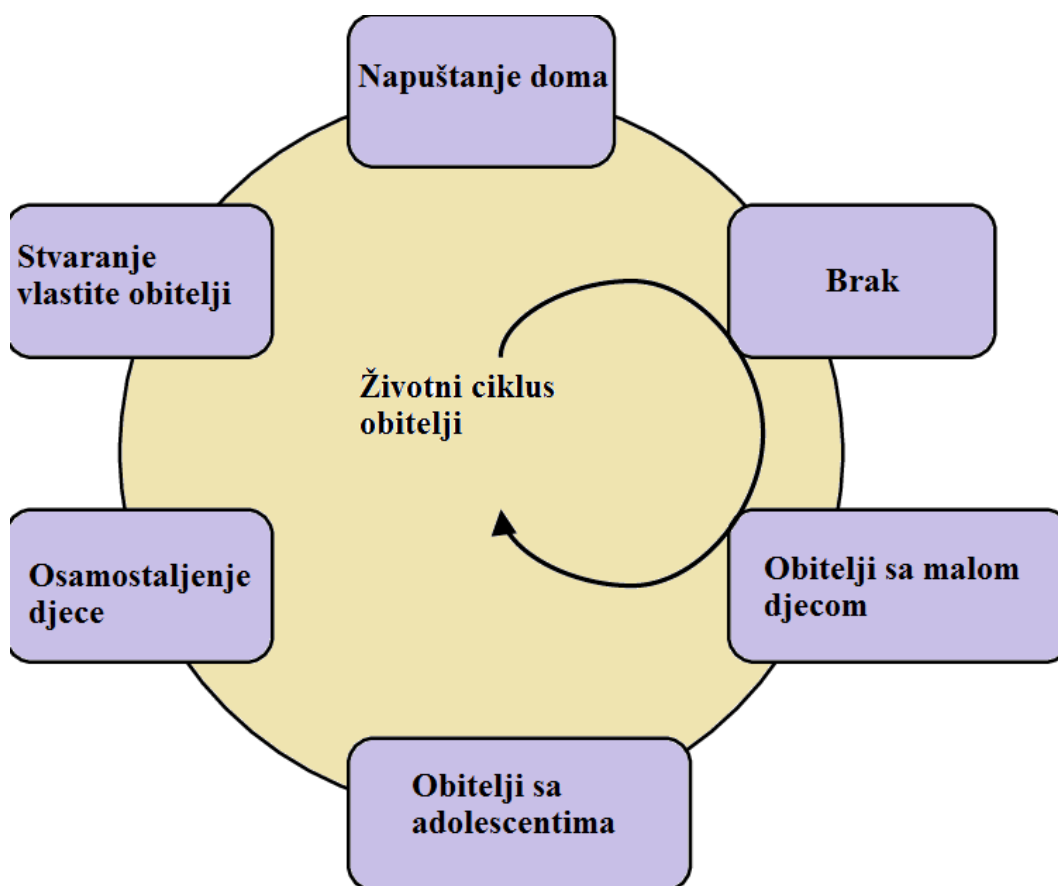 Napuštanje doma
Stvaranje
vlastite obitelji
Brak
Životni ciklus
obitelji
Osamostaljenje
djece
Obitelji sa malom
djecom
Obitelji sa
adolescentima